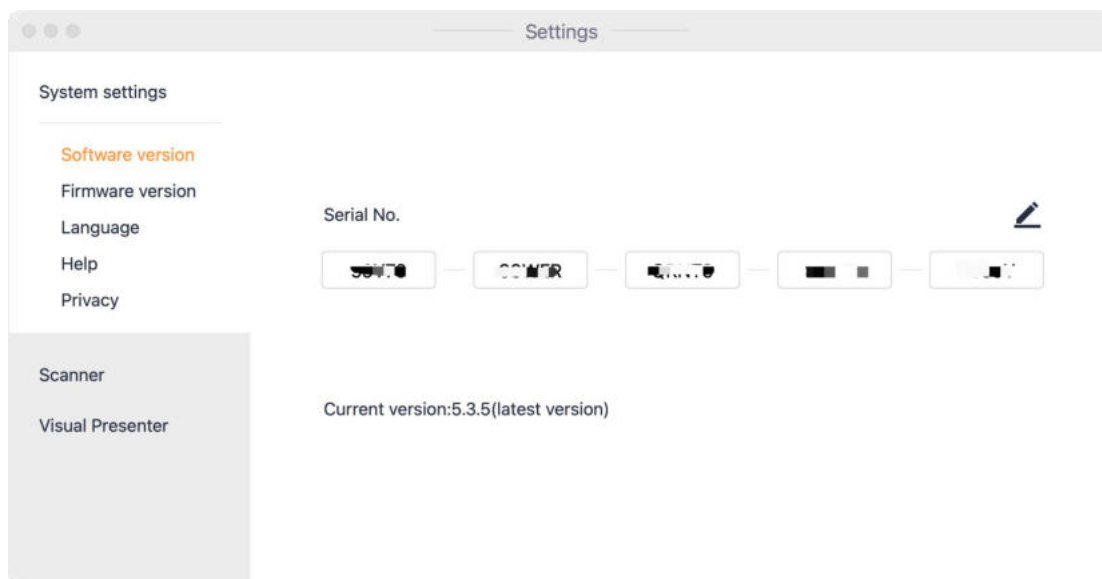 Settings
System settings
Software version
Firmware version
Language
Help
Privacy
Scanner
Visual Presenter
Serial No.
Current version:5.3.5(latest version)